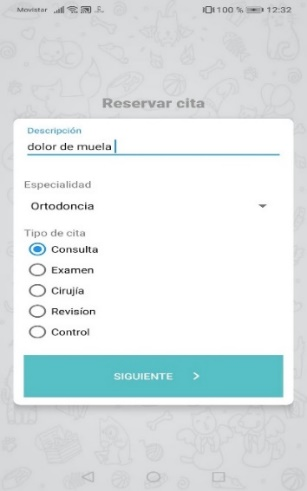 Movistar 100 % 12:32
Reservar cita
Descripción
dolor de muela
Especialidad
Ortodoncia
Tipo de cita
Consulta
Examen
Cirujía
Revision
Control
SIGUIENTE >